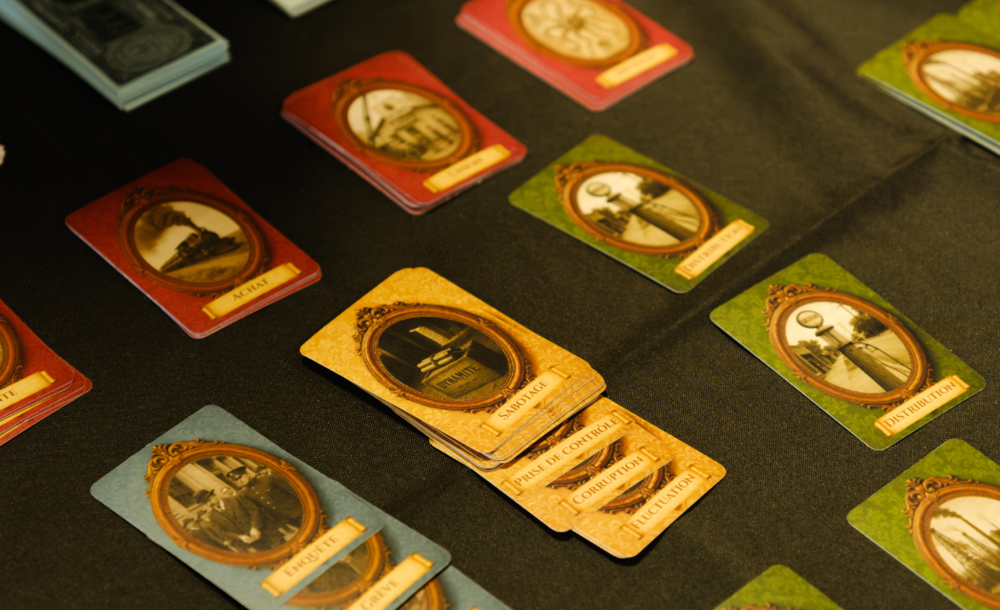 DISTRIBUTION
ACHAT
DISTRIBUTION
DYNAMITE
SABOTAGE
PRISE DE CONTRÔLE
CORRUPTION
FLUCTUATION
ENQUÊTE
GRÈVE